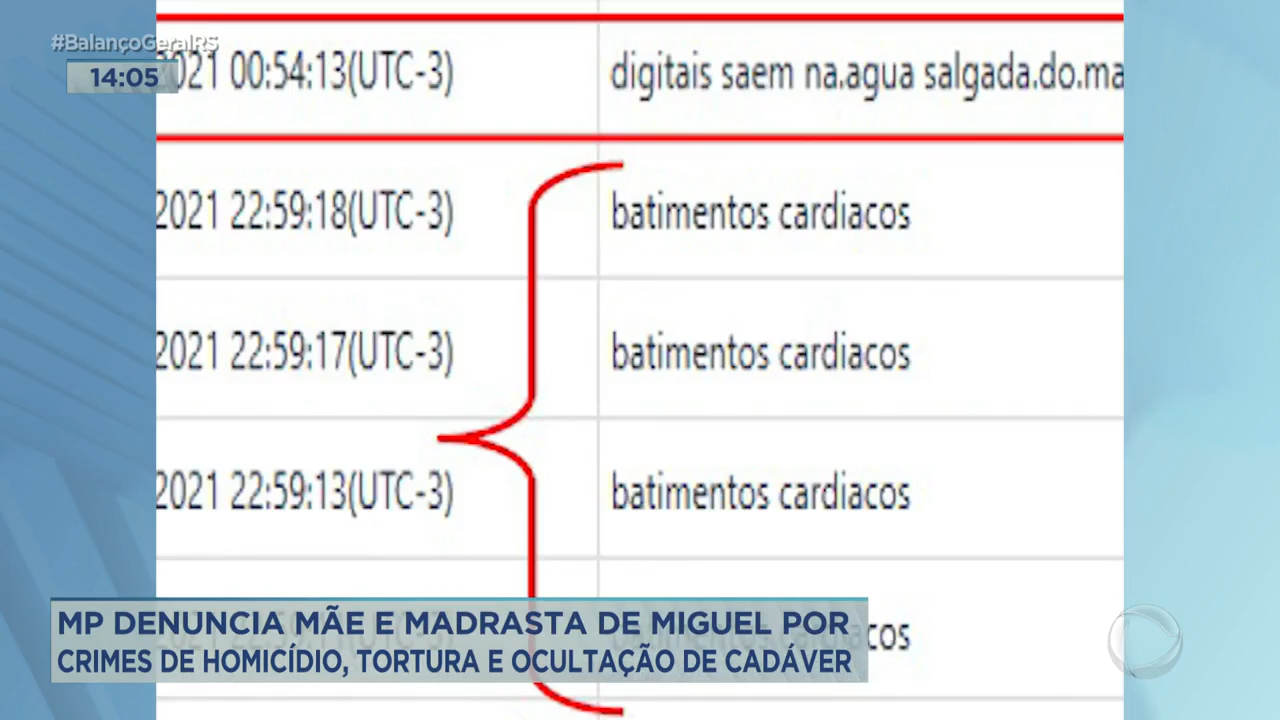 #BalançoGeralRS
14:05
2021 00:54:13(UTC-3) digitais saem na.agua salgada.do.ma
2021 22:59:18(UTC-3) batimentos cardiacos
2021 22:59:17(UTC-3) batimentos cardiacos
2021 22:59:13(UTC-3) batimentos cardiacos
MP DENUNCIA MÃE E MADRASTA DE MIGUEL POR
CRIMES DE HOMICÍDIO, TORTURA E OCULTAÇÃO DE CADÁVER